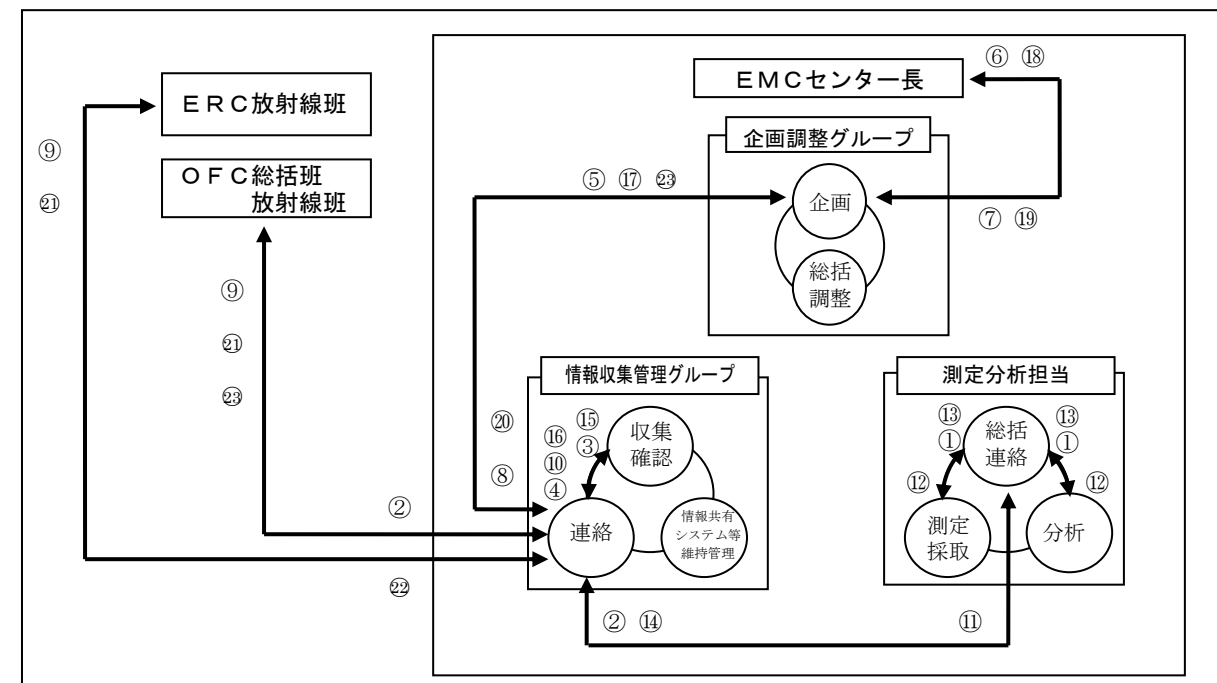 ＥＲＣ放射線班
⑨
㉑
ＯＦＣ総括班
放射線班
⑨
㉑
㉓
②
㉒
⑥ ⑱
ＥＭＣセンター長
企画調整グループ
⑤ ⑰ ㉓
企画
⑦ ⑲
総括
調整
情報収集管理グループ
⑳
⑧
⑮
③
⑯
⑩
④
収集
確認
連絡
情報共有
システム等
維持管理
② ⑭
測定分析担当
⑬
①
総括
連絡
⑬
①
⑫
⑫
測定
採取
分析
⑪